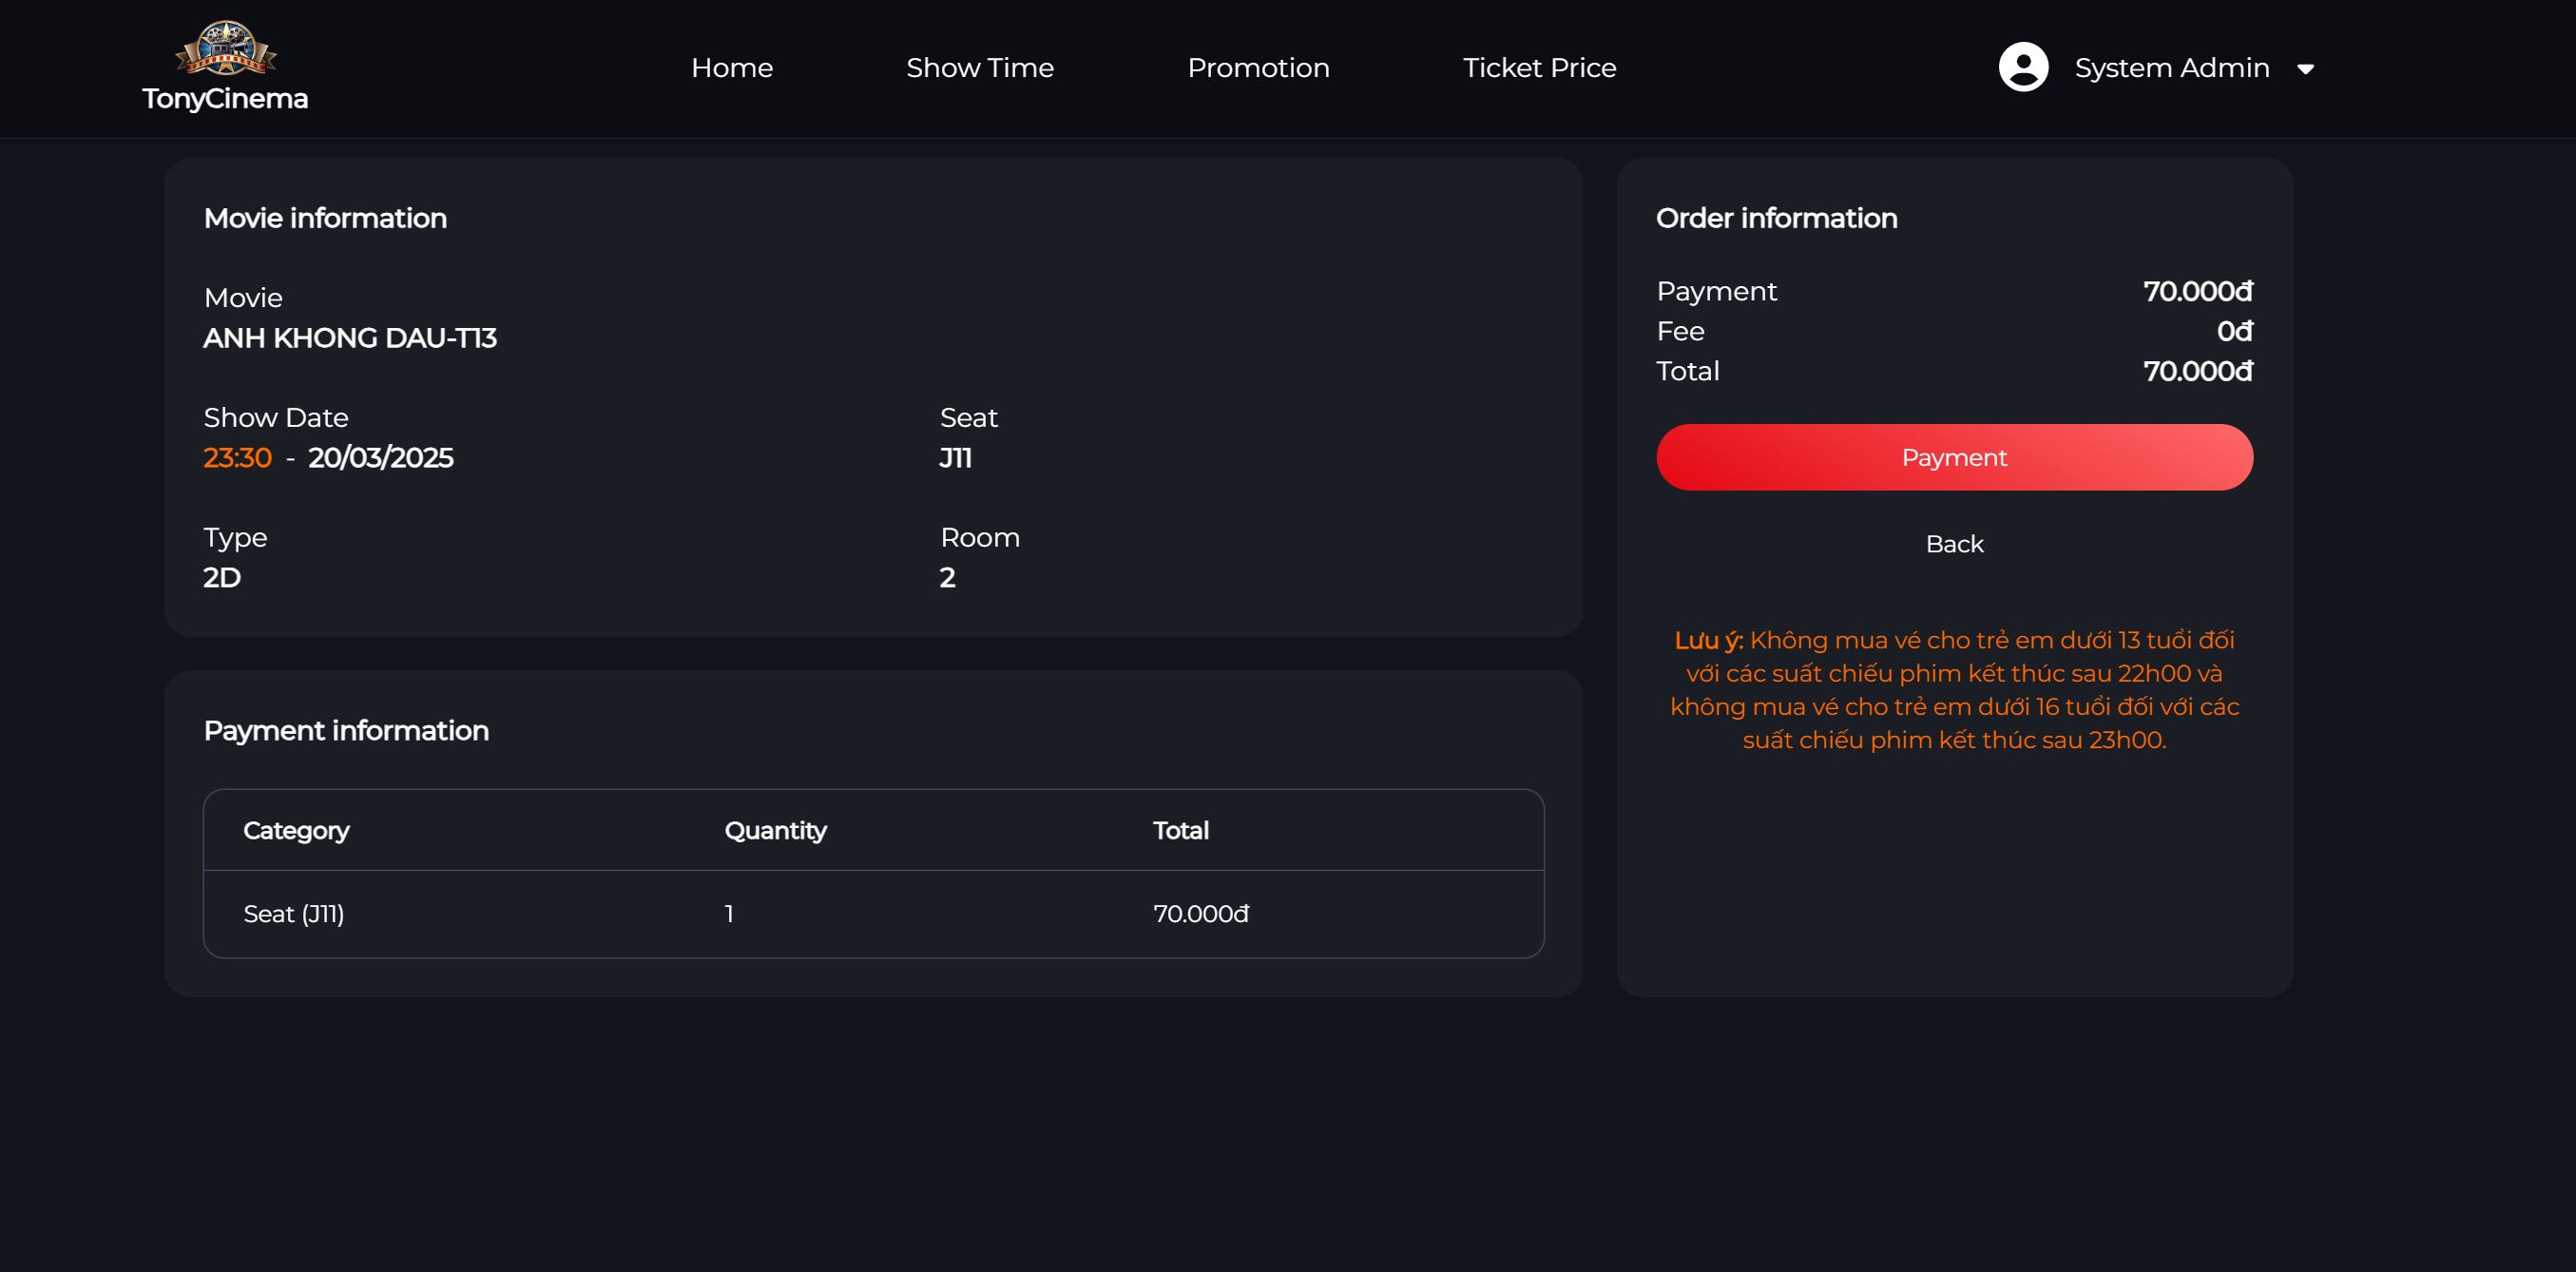 TonyCinema
Home
Show Time
Promotion
Ticket Price
System Admin
Movie information
Movie
ANH KHONG DAU-T13
Show Date
23:30 - 20/03/2025
Seat
J11
Type
2D
Room
2
Payment information
Category Quantity Total
Seat (J11) 1 70.000đ
Order information
Payment 70.000đ
Fee 0đ
Total 70.000đ
Payment
Back
Lưu ý: Không mua vé cho trẻ em dưới 13 tuổi đối
với các suất chiếu phim kết thúc sau 22h00 và
không mua vé cho trẻ em dưới 16 tuổi đối với các
suất chiếu phim kết thúc sau 23h00.